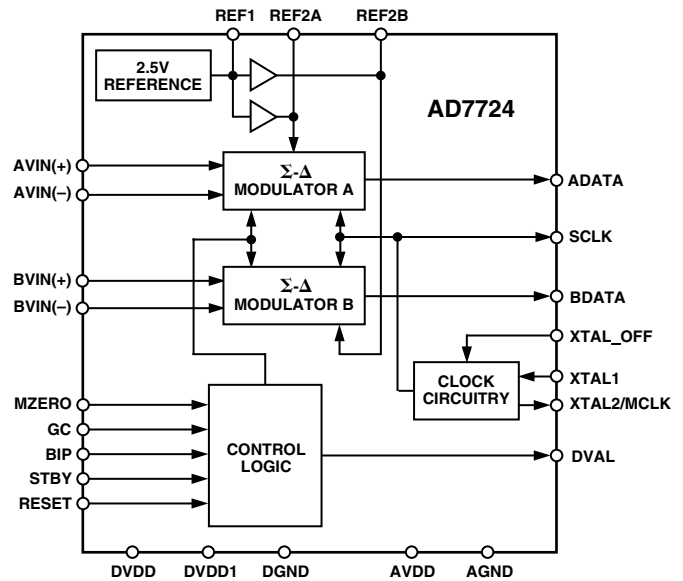 REF1 REF2A REF2B
2.5V
REFERENCE
AD7724
AVIN(+)
AVIN(–)
Σ-Δ
MODULATOR A
ADATA
SCLK
BVIN(+)
BVIN(–)
Σ-Δ
MODULATOR B
BDATA
XTAL_OFF
XTAL1
XTAL2/MCLK
CLOCK
CIRCUITRY
MZERO
GC
BIP
STBY
RESET
CONTROL
LOGIC
DVAL
DVDD DVDD1 DGND AVDD AGND